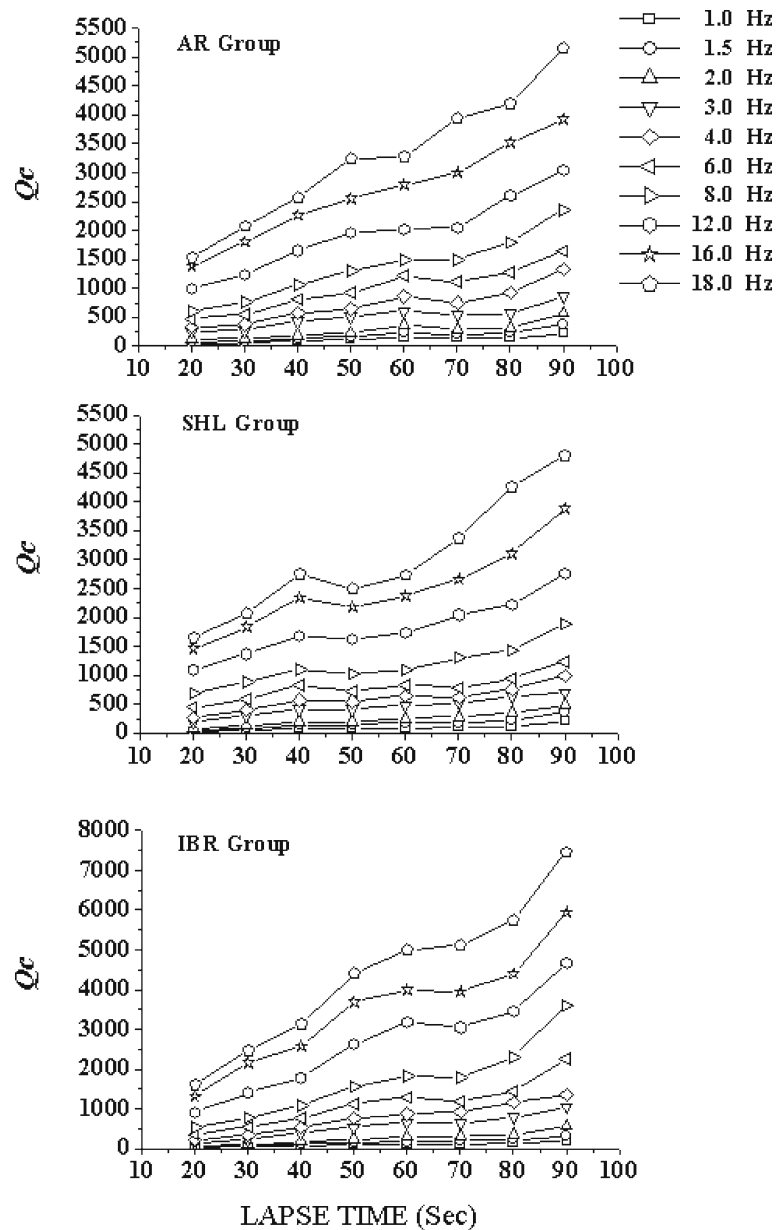 AR Group
1.0 Hz
1.5 Hz
2.0 Hz
3.0 Hz
4.0 Hz
6.0 Hz
8.0 Hz
12.0 Hz
16.0 Hz
18.0 Hz
Qc
5500
5000
4500
4000
3500
3000
2500
2000
1500
1000
500
0
10 20 30 40 50 60 70 80 90 100
SHL Group
Qc
5500
5000
4500
4000
3500
3000
2500
2000
1500
1000
500
0
10 20 30 40 50 60 70 80 90 100
IBR Group
Qc
8000
7000
6000
5000
4000
3000
2000
1000
0
10 20 30 40 50 60 70 80 90 100
LAPSE TIME (Sec)